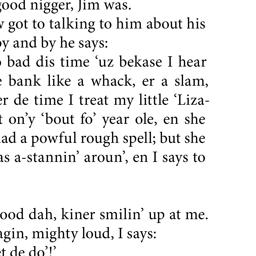 good nigger, Jim was.
got to talking to him about his
by and by he says:
bad dis time ‘uz bekase I hear
bank like a whack, er a slam,
er de time I treat my little ‘Liza-
on’y ‘bout fo’ year ole, en she
had a powful rough spell; but she
as a-stannin’ aroun’, en I says to
ood dah, kiner smilin’ up at me.
agin, mighty loud, I says:
et de do’!’